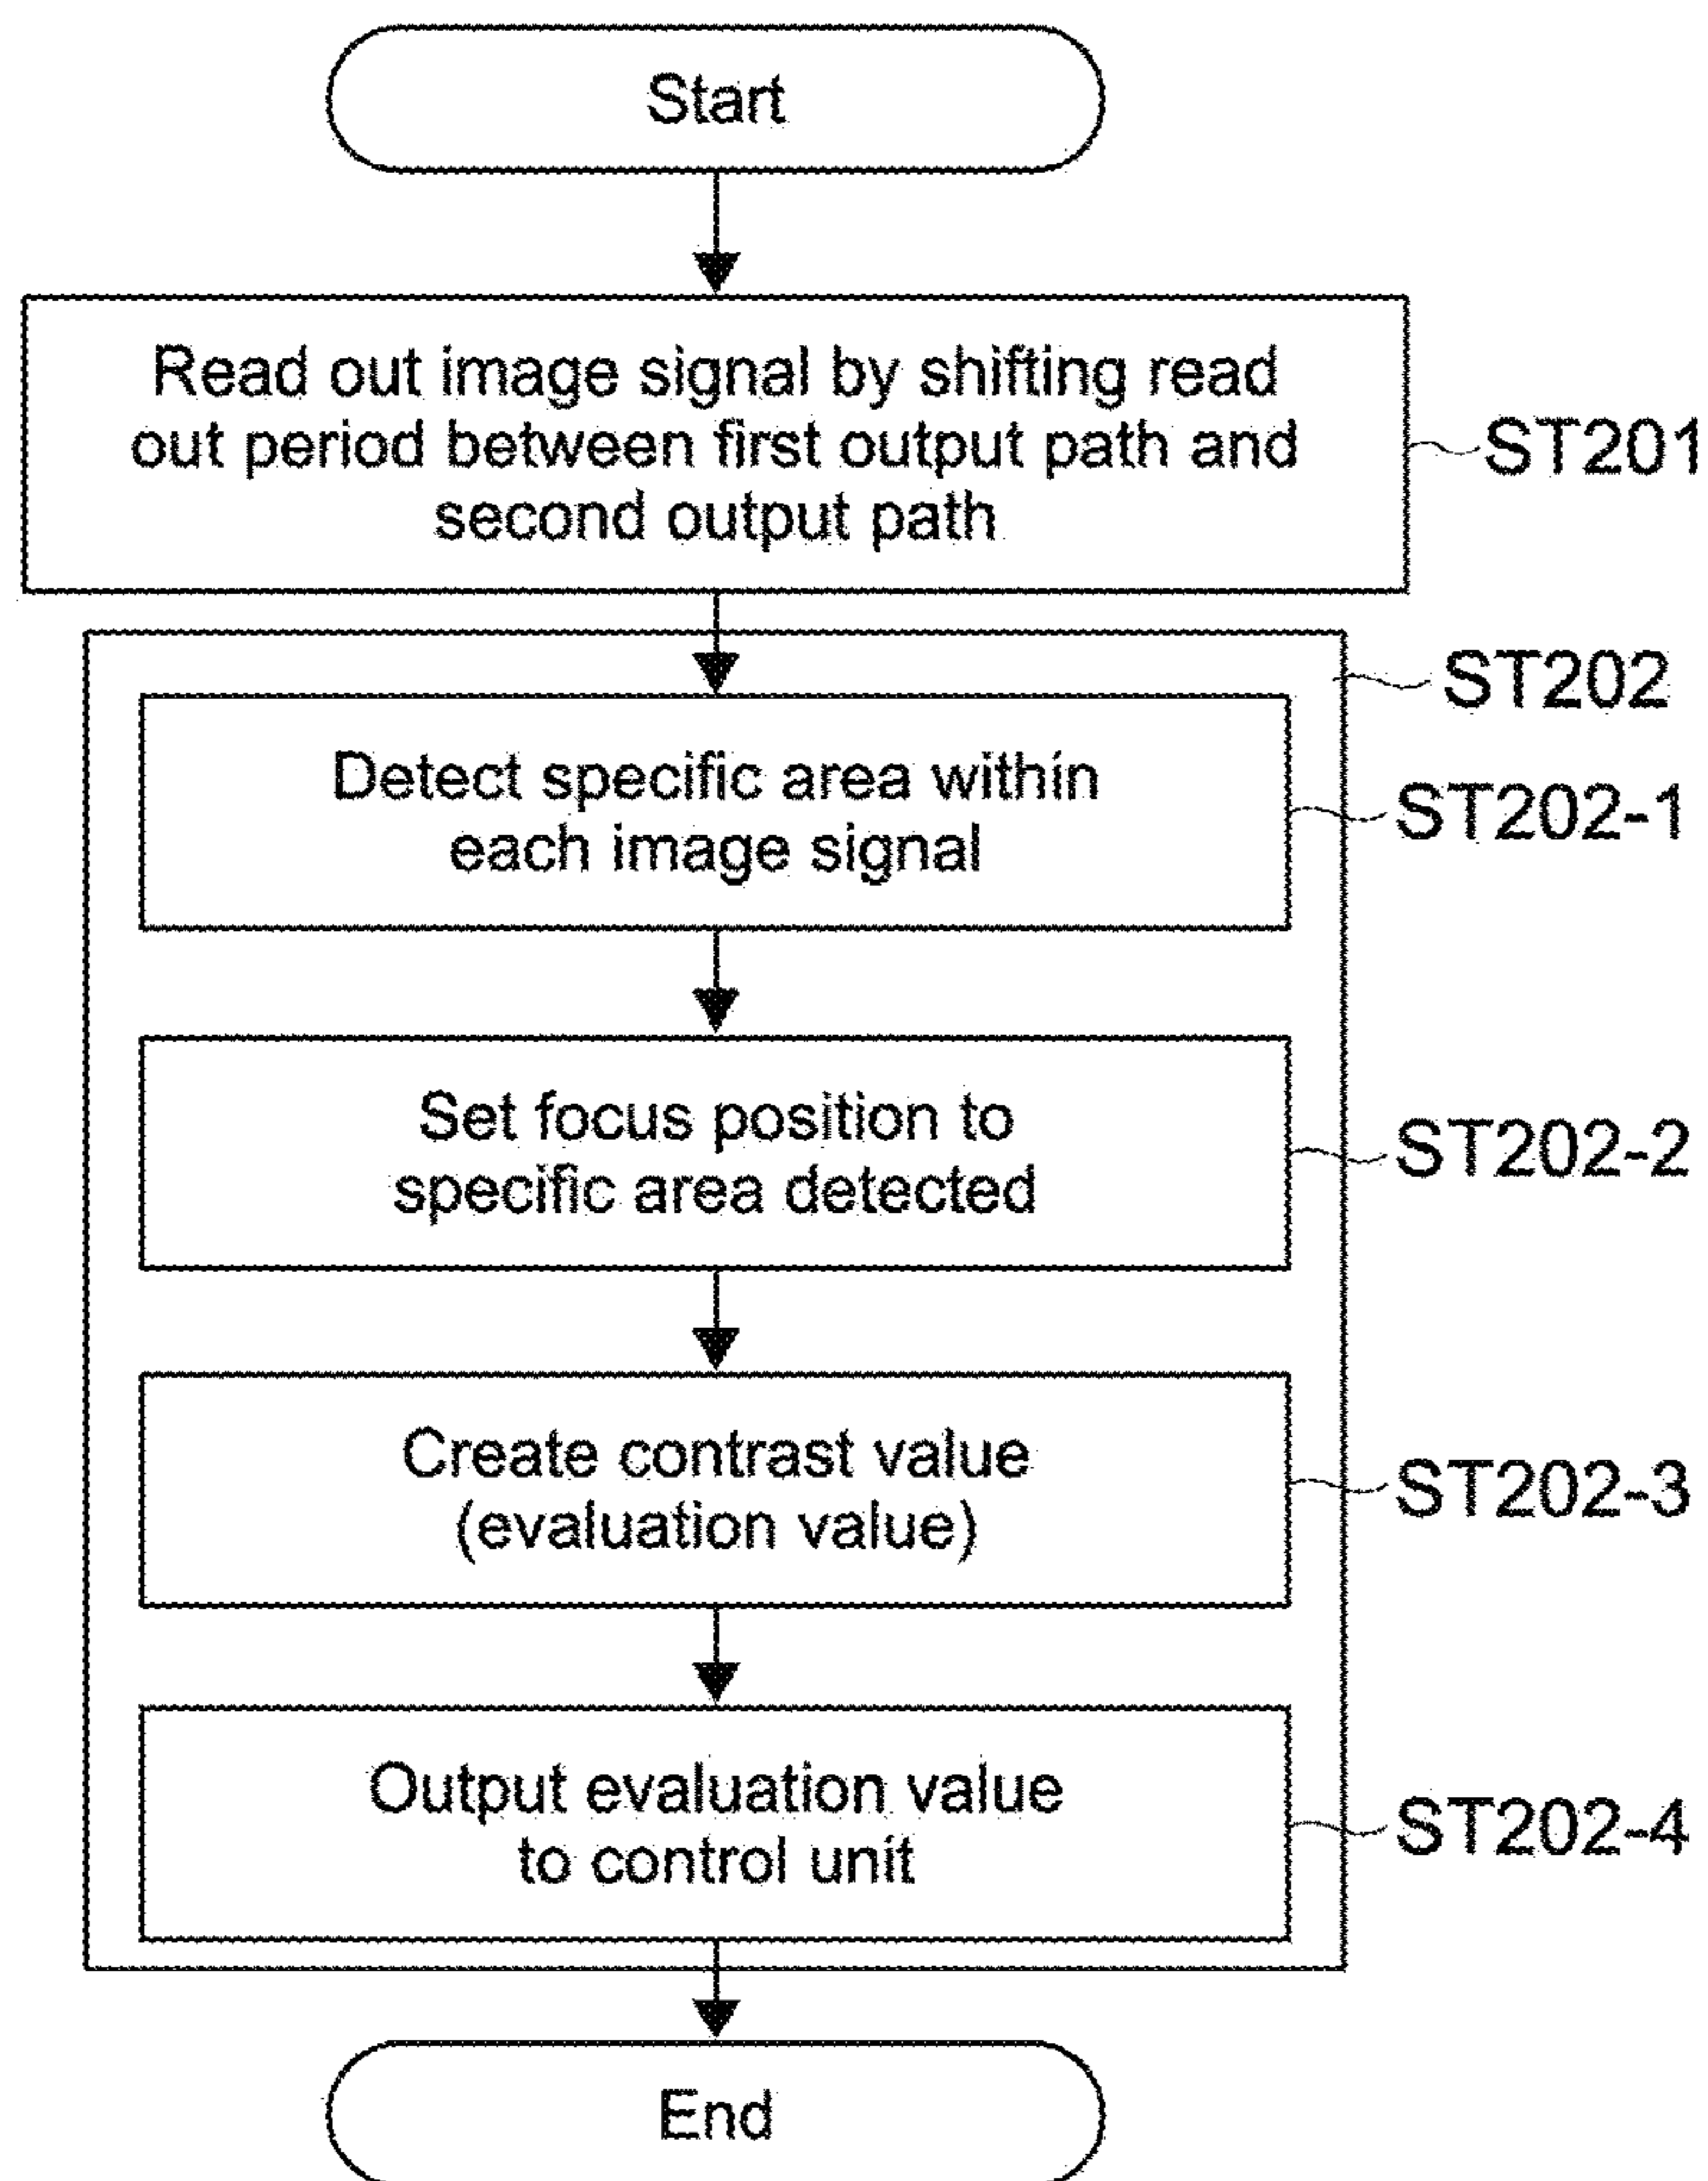 Start
Read out image signal by shifting read
out period between first output path and
second output path
ST201
ST202
Detect specific area within
each image signal
ST202-1
Set focus position to
specific area detected
ST202-2
Create contrast value
(evaluation value)
ST202-3
Output evaluation value
to control unit
ST202-4
End